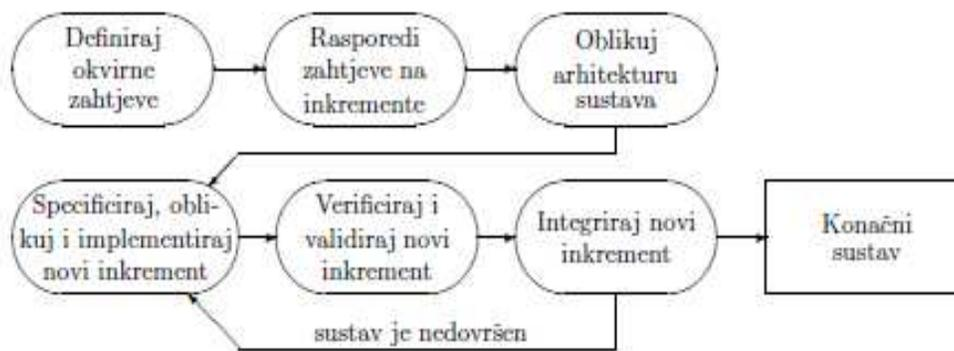 Definiraj
okvirne
zahtjeve
Rasporedi
zahtjeve na
inkremente
Oblikuj
arhitekturu
sustava
Specificiraj, obli-
kuj i implementiraj
novi inkrement
Verificiraj i
validiraj novi
inkrement
Integriraj novi
inkrement
Konačni
sustav
sustav je nedovršen